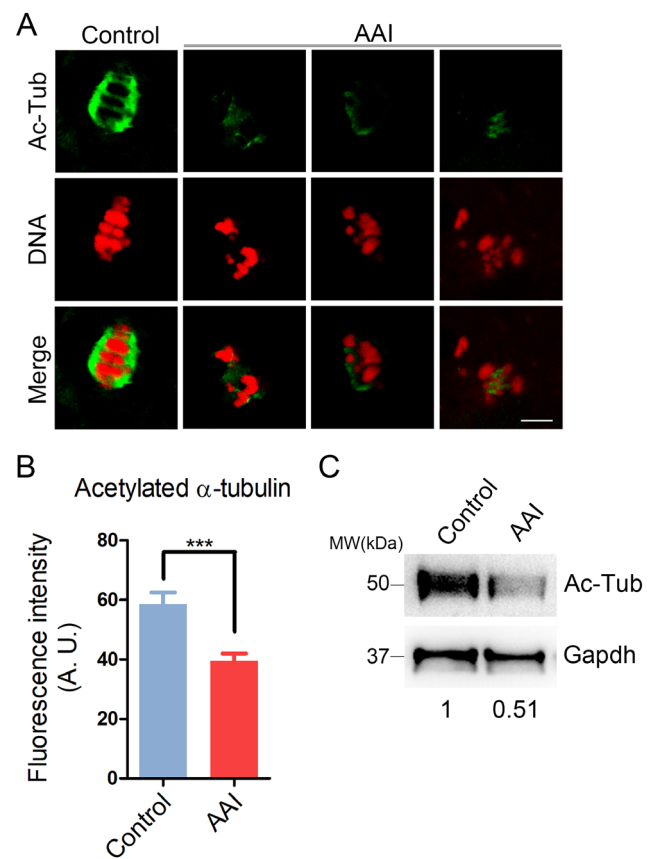 A
Control
AAI
Ac-Tub
DNA
Merge
B
Acetylated α-tubulin
Fluorescence intensity
(A. U.)
80
60
40
20
0
***
Control
AAI
C
Control
AAI
MW(kDa)
50
Ac-Tub
37
Gapdh
1
0.51